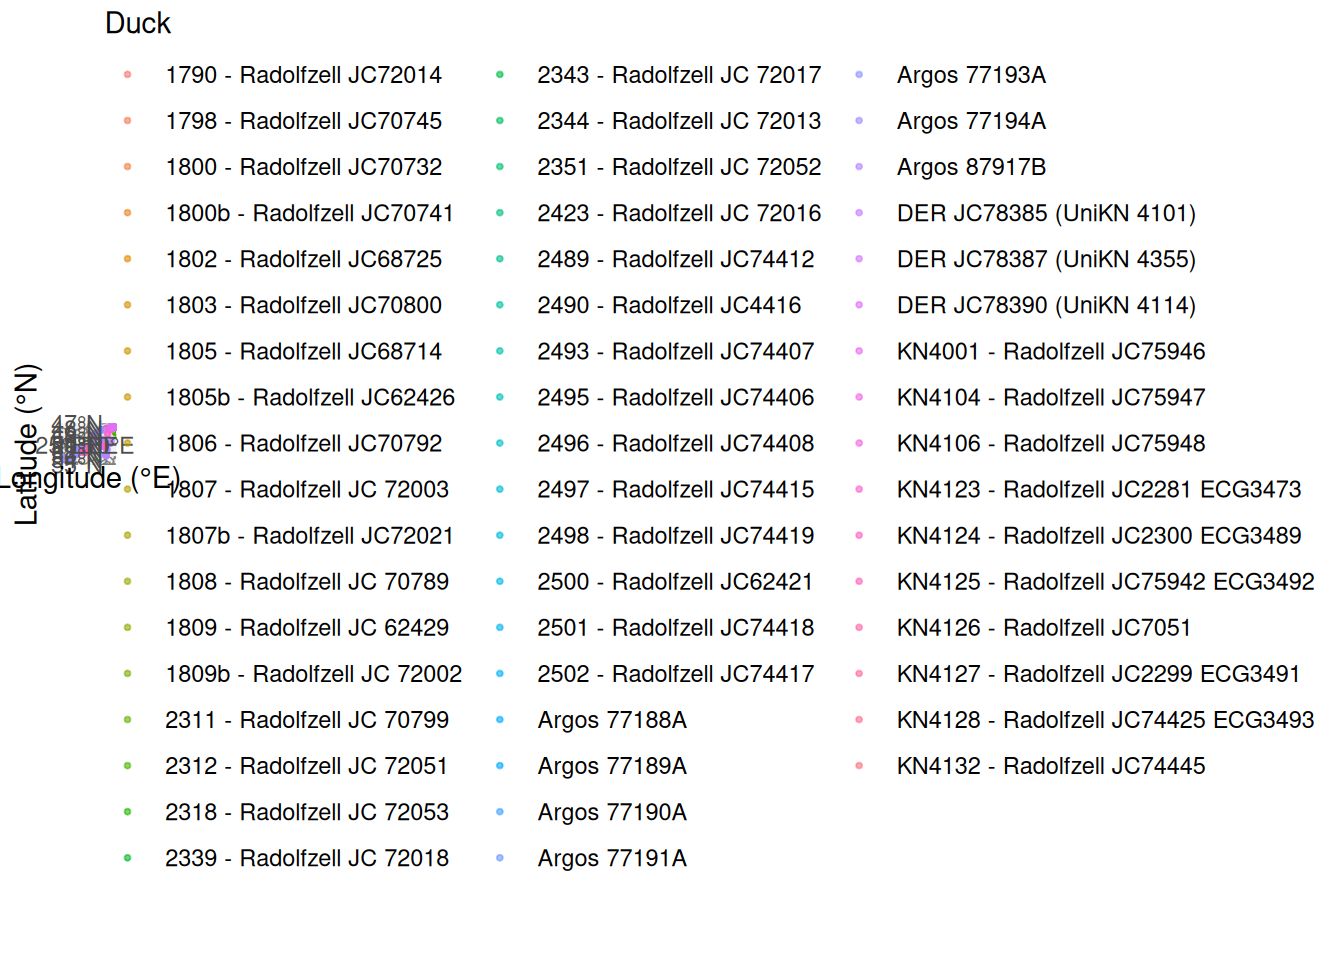 Duck
1790 - Radolfzell JC72014
1798 - Radolfzell JC70745
1800 - Radolfzell JC70732
1800b - Radolfzell JC70741
1802 - Radolfzell JC68725
1803 - Radolfzell JC70800
1805 - Radolfzell JC68714
1805b - Radolfzell JC62426
1806 - Radolfzell JC70792
1807 - Radolfzell JC 72003
1807b - Radolfzell JC72021
1808 - Radolfzell JC 70789
1809 - Radolfzell JC 62429
1809b - Radolfzell JC 72002
2311 - Radolfzell JC 70799
2312 - Radolfzell JC 72051
2318 - Radolfzell JC 72053
2339 - Radolfzell JC 72018
2343 - Radolfzell JC 72017
2344 - Radolfzell JC 72013
2351 - Radolfzell JC 72052
2423 - Radolfzell JC 72016
2489 - Radolfzell JC74412
2490 - Radolfzell JC4416
2493 - Radolfzell JC74407
2495 - Radolfzell JC74406
2496 - Radolfzell JC74408
2497 - Radolfzell JC74415
2498 - Radolfzell JC74419
2500 - Radolfzell JC62421
2501 - Radolfzell JC74418
2502 - Radolfzell JC74417
Argos 77188A
Argos 77189A
Argos 77190A
Argos 77191A
Argos 77193A
Argos 77194A
Argos 87917B
DER JC78385 (UniKN 4101)
DER JC78387 (UniKN 4355)
DER JC78390 (UniKN 4114)
KN4001 - Radolfzell JC75946
KN4104 - Radolfzell JC75947
KN4106 - Radolfzell JC75948
KN4123 - Radolfzell JC2281 ECG3473
KN4124 - Radolfzell JC2300 ECG3489
KN4125 - Radolfzell JC75942 ECG3492
KN4126 - Radolfzell JC7051
KN4127 - Radolfzell JC2299 ECG3491
KN4128 - Radolfzell JC74425 ECG3493
KN4132 - Radolfzell JC74445
Latitude (°N)
Longitude (°E)